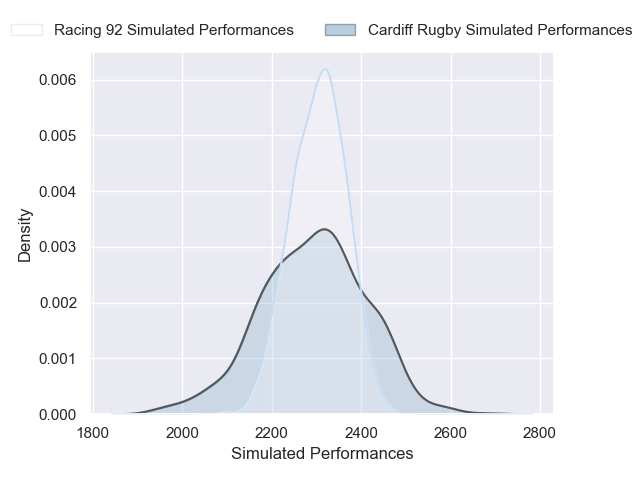 Racing 92 Simulated Performances Cardiff Rugby Simulated Performances
0.006
0.005
0.004
0.003
0.002
0.001
0.000
Density
1800 2000 2200 2400 2600 2800
Simulated Performances